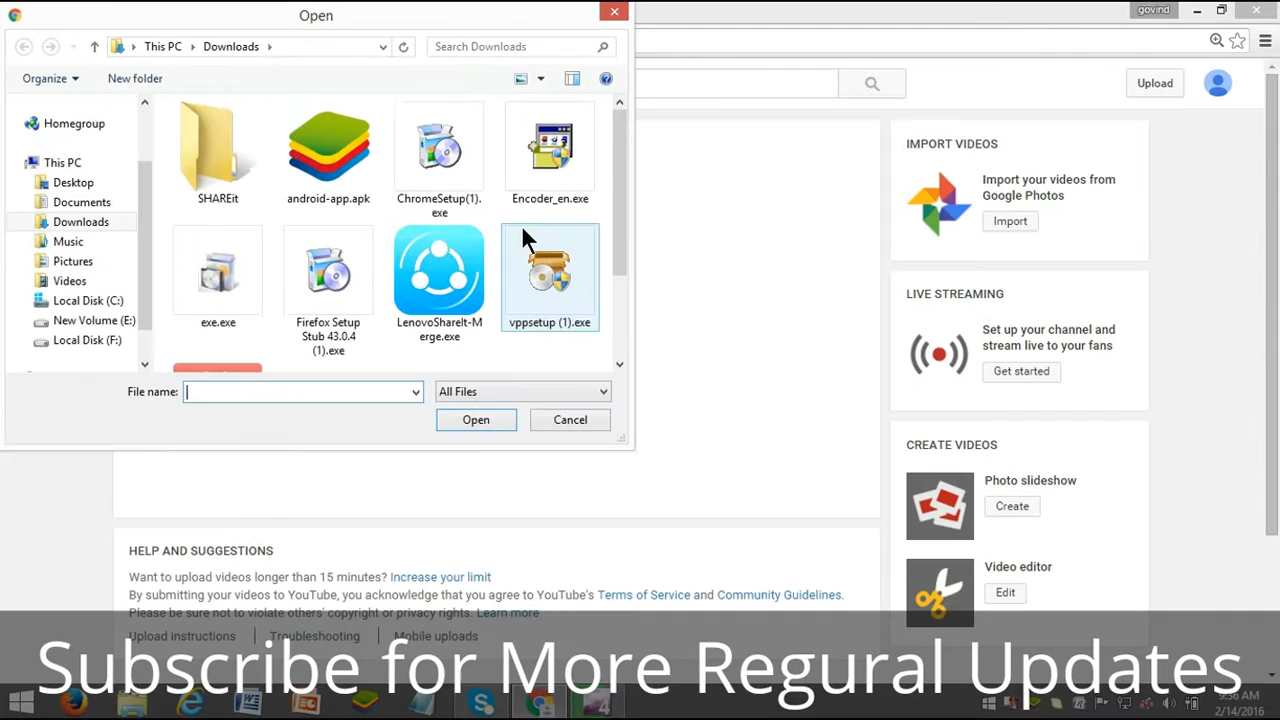 Open
govind
This PC
Downloads
Search Downloads
Organize
New folder
Upload
Homegroup
This PC
Desktop
Documents
Downloads
Music
Pictures
Videos
Local Disk (C:)
New Volume (E:)
Local Disk (F:)
SHAREit
android-app.apk
ChromeSetup(1).
exe
Encoder_en.exe
exe.exe
Firefox Setup
Stub 43.0.4
(1).exe
LenovoShareIt-M
erge.exe
vppsetup (1).exe
File name:
All Files
Open
Cancel
IMPORT VIDEOS
Import your videos from
Google Photos
Import
LIVE STREAMING
Set up your channel and
stream live to your fans
Get started
CREATE VIDEOS
Photo slideshow
Create
Video editor
Edit
HELP AND SUGGESTIONS
Want to upload videos longer than 15 minutes? Increase your limit
By submitting your videos to YouTube, you acknowledge that you agree to YouTube's Terms of Service and Community Guidelines.
Please be sure not to violate others' copyright or privacy rights. Learn more
Upload instructions
Troubleshooting
Mobile uploads
Subscribe for More Regural Updates
9:36 AM
2/14/2016